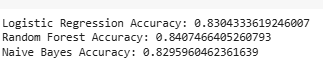 Logistic Regression Accuracy: 0.8304333619246007
Random Forest Accuracy: 0.8407466405260793
Naive Bayes Accuracy: 0.8295960462361639